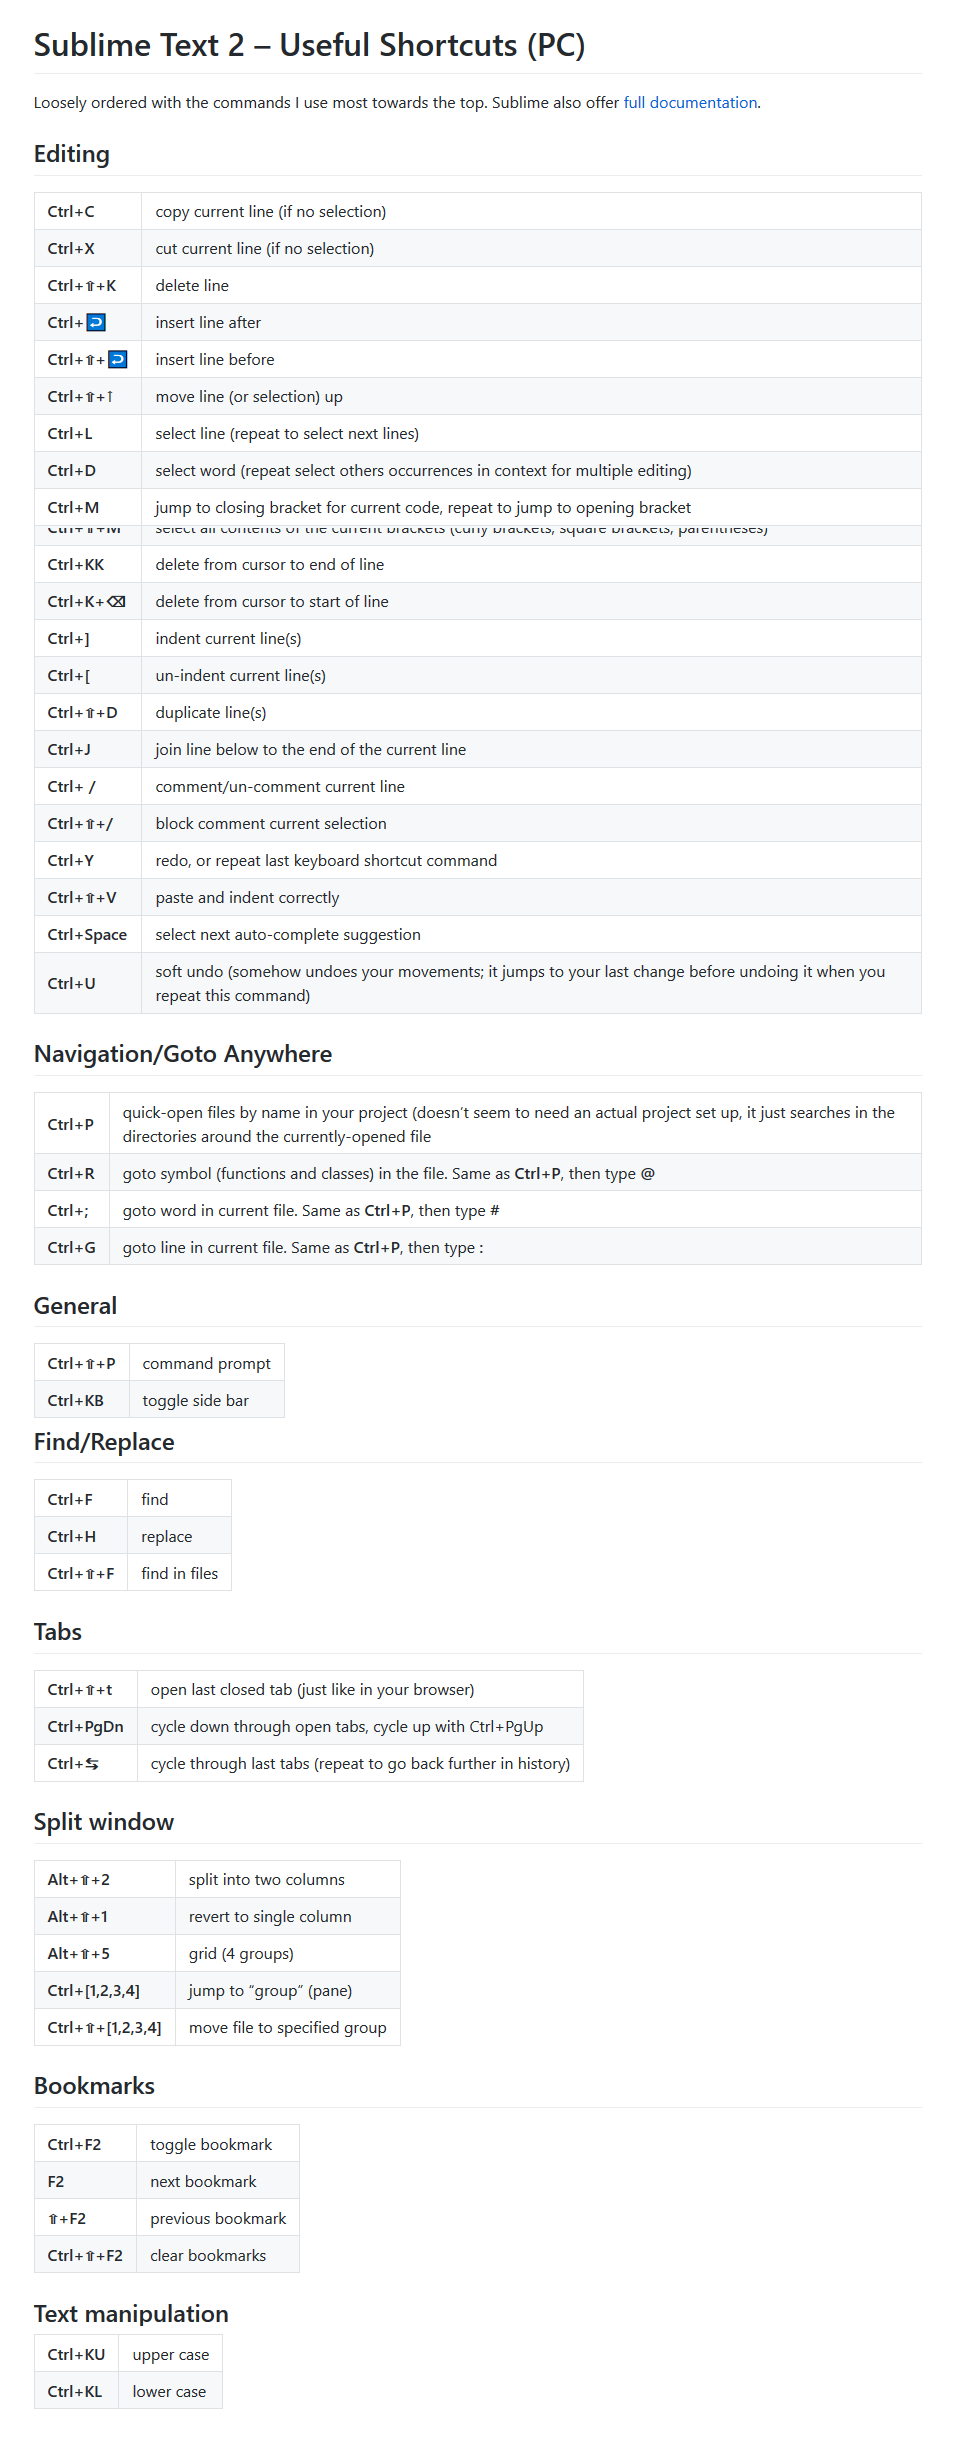 Sublime Text 2 – Useful Shortcuts (PC)
Loosely ordered with the commands I use most towards the top. Sublime also offer full documentation.
Editing
Ctrl+C copy current line (if no selection)
Ctrl+X cut current line (if no selection)
Ctrl+⇧+K delete line
Ctrl+↩ insert line after
Ctrl+⇧+↩ insert line before
Ctrl+⇧+↑ move line (or selection) up
Ctrl+L select line (repeat to select next lines)
Ctrl+D select word (repeat select others occurrences in context for multiple editing)
Ctrl+M jump to closing bracket for current code, repeat to jump to opening bracket
Ctrl+⇧+M select all contents of the current brackets (curly brackets, square brackets, parentheses)
Ctrl+KK delete from cursor to end of line
Ctrl+K+⌫ delete from cursor to start of line
Ctrl+] indent current line(s)
Ctrl+[ un-indent current line(s)
Ctrl+⇧+D duplicate line(s)
Ctrl+J join line below to the end of the current line
Ctrl+ / comment/un-comment current line
Ctrl+⇧+/ block comment current selection
Ctrl+Y redo, or repeat last keyboard shortcut command
Ctrl+⇧+V paste and indent correctly
Ctrl+Space select next auto-complete suggestion
Ctrl+U soft undo (somehow undoes your movements; it jumps to your last change before undoing it when you
repeat this command)
Navigation/Goto Anywhere
Ctrl+P quick-open files by name in your project (doesn't seem to need an actual project set up, it just searches in the
directories around the currently-opened file
Ctrl+R goto symbol (functions and classes) in the file. Same as Ctrl+P, then type @
Ctrl+; goto word in current file. Same as Ctrl+P, then type #
Ctrl+G goto line in current file. Same as Ctrl+P, then type :
General
Ctrl+⇧+P command prompt
Ctrl+KB toggle side bar
Find/Replace
Ctrl+F find
Ctrl+H replace
Ctrl+⇧+F find in files
Tabs
Ctrl+⇧+t open last closed tab (just like in your browser)
Ctrl+PgDn cycle down through open tabs, cycle up with Ctrl+PgUp
Ctrl+⇆ cycle through last tabs (repeat to go back further in history)
Split window
Alt+⇧+2 split into two columns
Alt+⇧+1 revert to single column
Alt+⇧+5 grid (4 groups)
Ctrl+[1,2,3,4] jump to “group” (pane)
Ctrl+⇧+[1,2,3,4] move file to specified group
Bookmarks
Ctrl+F2 toggle bookmark
F2 next bookmark
⇧+F2 previous bookmark
Ctrl+⇧+F2 clear bookmarks
Text manipulation
Ctrl+KU upper case
Ctrl+KL lower case